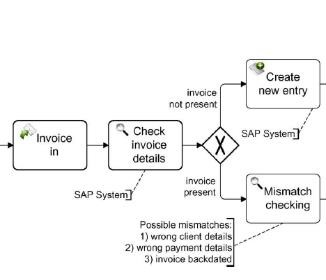 Invoice
in
Check
invoice
details
SAP System
invoice
not present
Create
new entry
SAP System
invoice
present
Mismatch
checking
Possible mismatches:
1) wrong client details
2) wrong payment details
3) invoice backdated